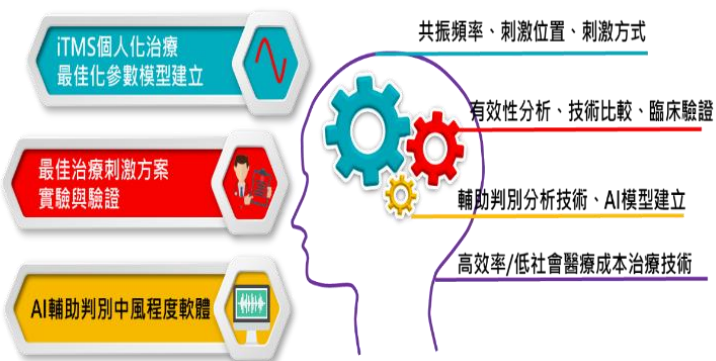 iTMS個人化治療
最佳化參數模型建立
最佳治療刺激方案
實驗與驗證
AI輔助判別中風程度軟體
共振頻率、刺激位置、刺激方式
有效性分析、技術比較、臨床驗證
輔助判別分析技術、AI模型建立
高效率/低社會醫療成本治療技術